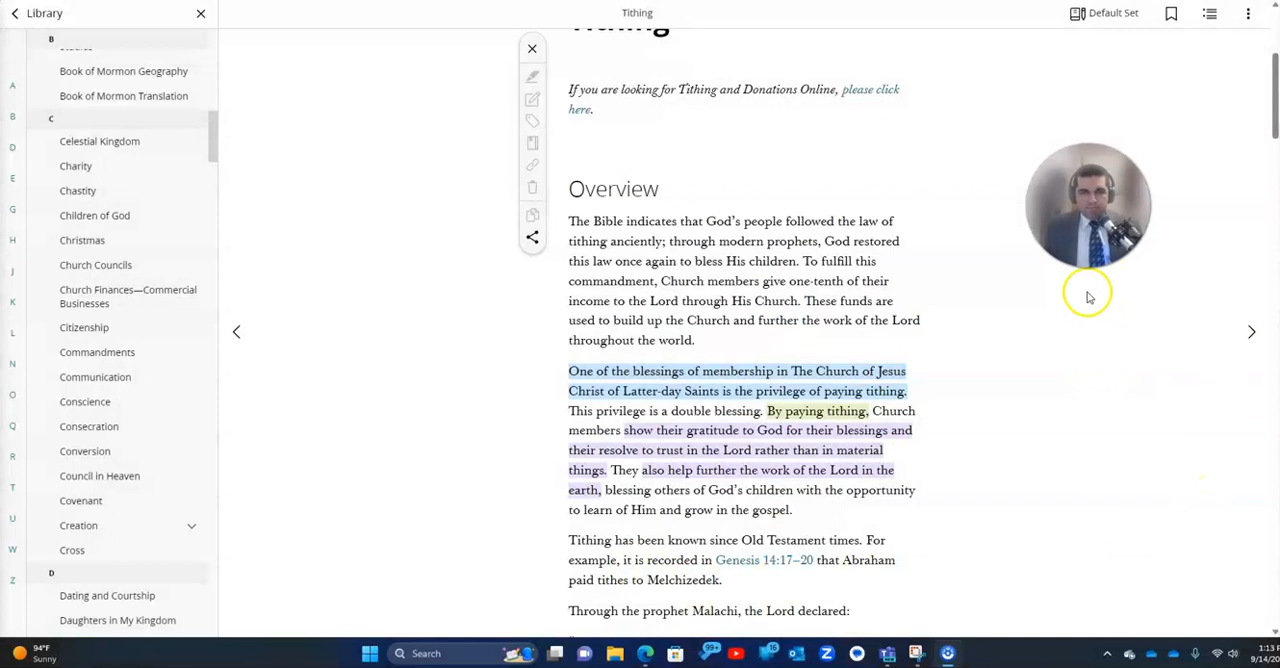 Library
Tithing
Default Set
B
Book of Mormon Geography
Book of Mormon Translation
C
Celestial Kingdom
Charity
Chastity
Children of God
Christmas
Church Councils
Church Finances—Commercial
Businesses
Citizenship
Commandments
Communication
Conscience
Consecration
Conversion
Council in Heaven
Covenant
Creation
Cross
D
Dating and Courtship
Daughters in My Kingdom
A
B
D
E
G
H
J
K
L
N
O
Q
R
T
U
W
Z
Tithing
If you are looking for Tithing and Donations Online, please click
here.
Overview
The Bible indicates that God's people followed the law of
tithing anciently; through modern prophets, God restored
this law once again to bless His children. To fulfill this
commandment, Church members give one-tenth of their
income to the Lord through His Church. These funds are
used to build up the Church and further the work of the Lord
throughout the world.
One of the blessings of membership in The Church of Jesus
Christ of Latter-day Saints is the privilege of paying tithing.
This privilege is a double blessing. By paying tithing, Church
members show their gratitude to God for their blessings and
their resolve to trust in the Lord rather than in material
things. They also help further the work of the Lord in the
earth, blessing others of God's children with the opportunity
to learn of Him and grow in the gospel.
Tithing has been known since Old Testament times. For
example, it is recorded in Genesis 14:17–20 that Abraham
paid tithes to Melchizedek.
Through the prophet Malachi, the Lord declared:
94°F
Sunny
Search
99+
16
1:13
9/14/20